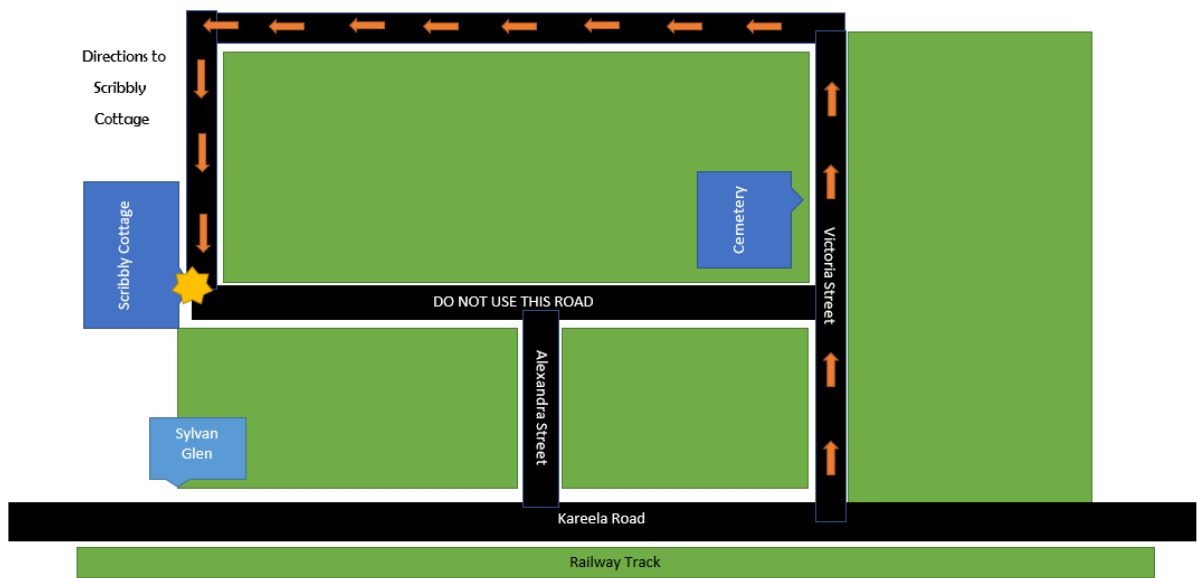 Directions to
Scribbly
Cottage
Scribbly Cottage
Cemetery
Victoria Street
DO NOT USE THIS ROAD
Alexandra Street
Sylvan
Glen
Kareela Road
Railway Track